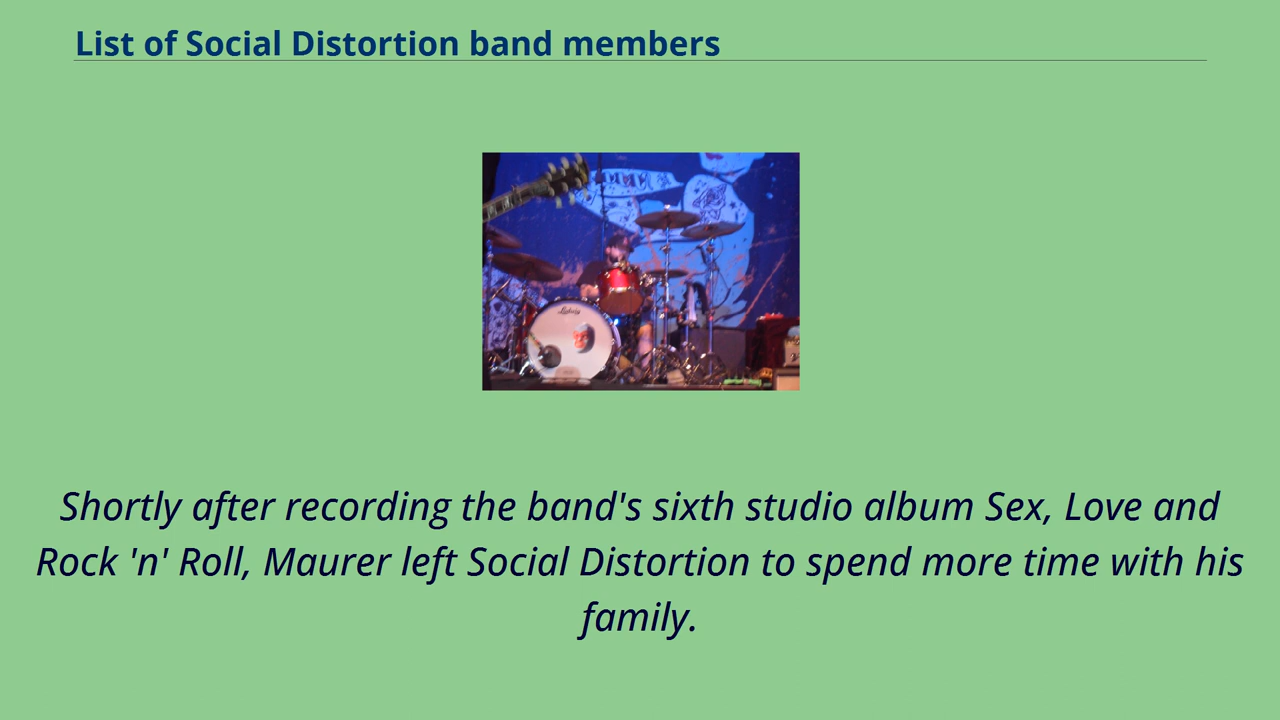 List of Social Distortion band members
Ludwig
Shortly after recording the band's sixth studio album Sex, Love and
Rock 'n' Roll, Maurer left Social Distortion to spend more time with his
family.